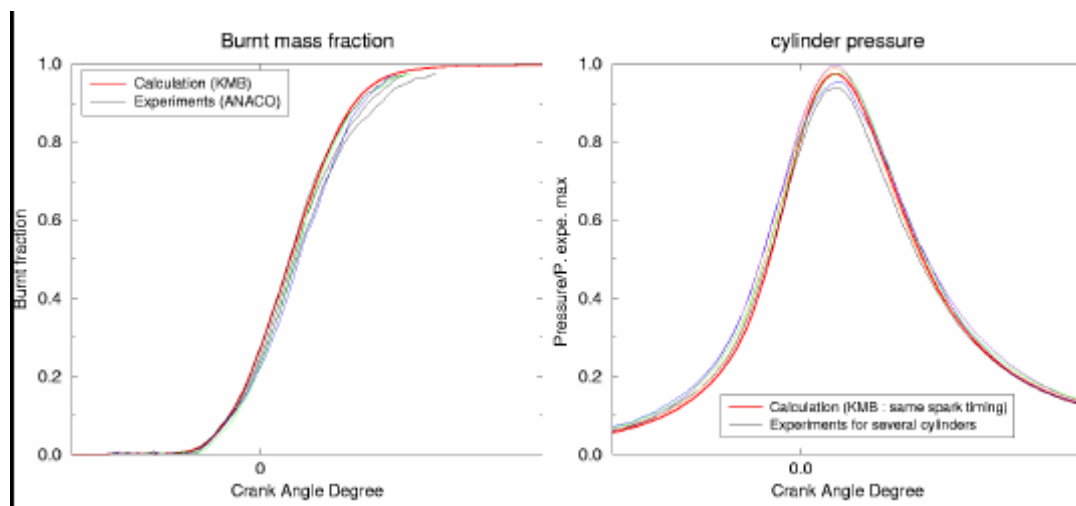 Burnt mass fraction
1.0
0.8
0.6
0.4
0.2
0.0
Burnt fraction
Calculation (KMB)
Experiments (ANACO)
0
Crank Angle Degree
cylinder pressure
1.0
0.8
0.6
0.4
0.2
0.0
Pressure/P. expe. max
Calculation (KMB : same spark timing)
Experiments for several cylinders
0.0
Crank Angle Degree